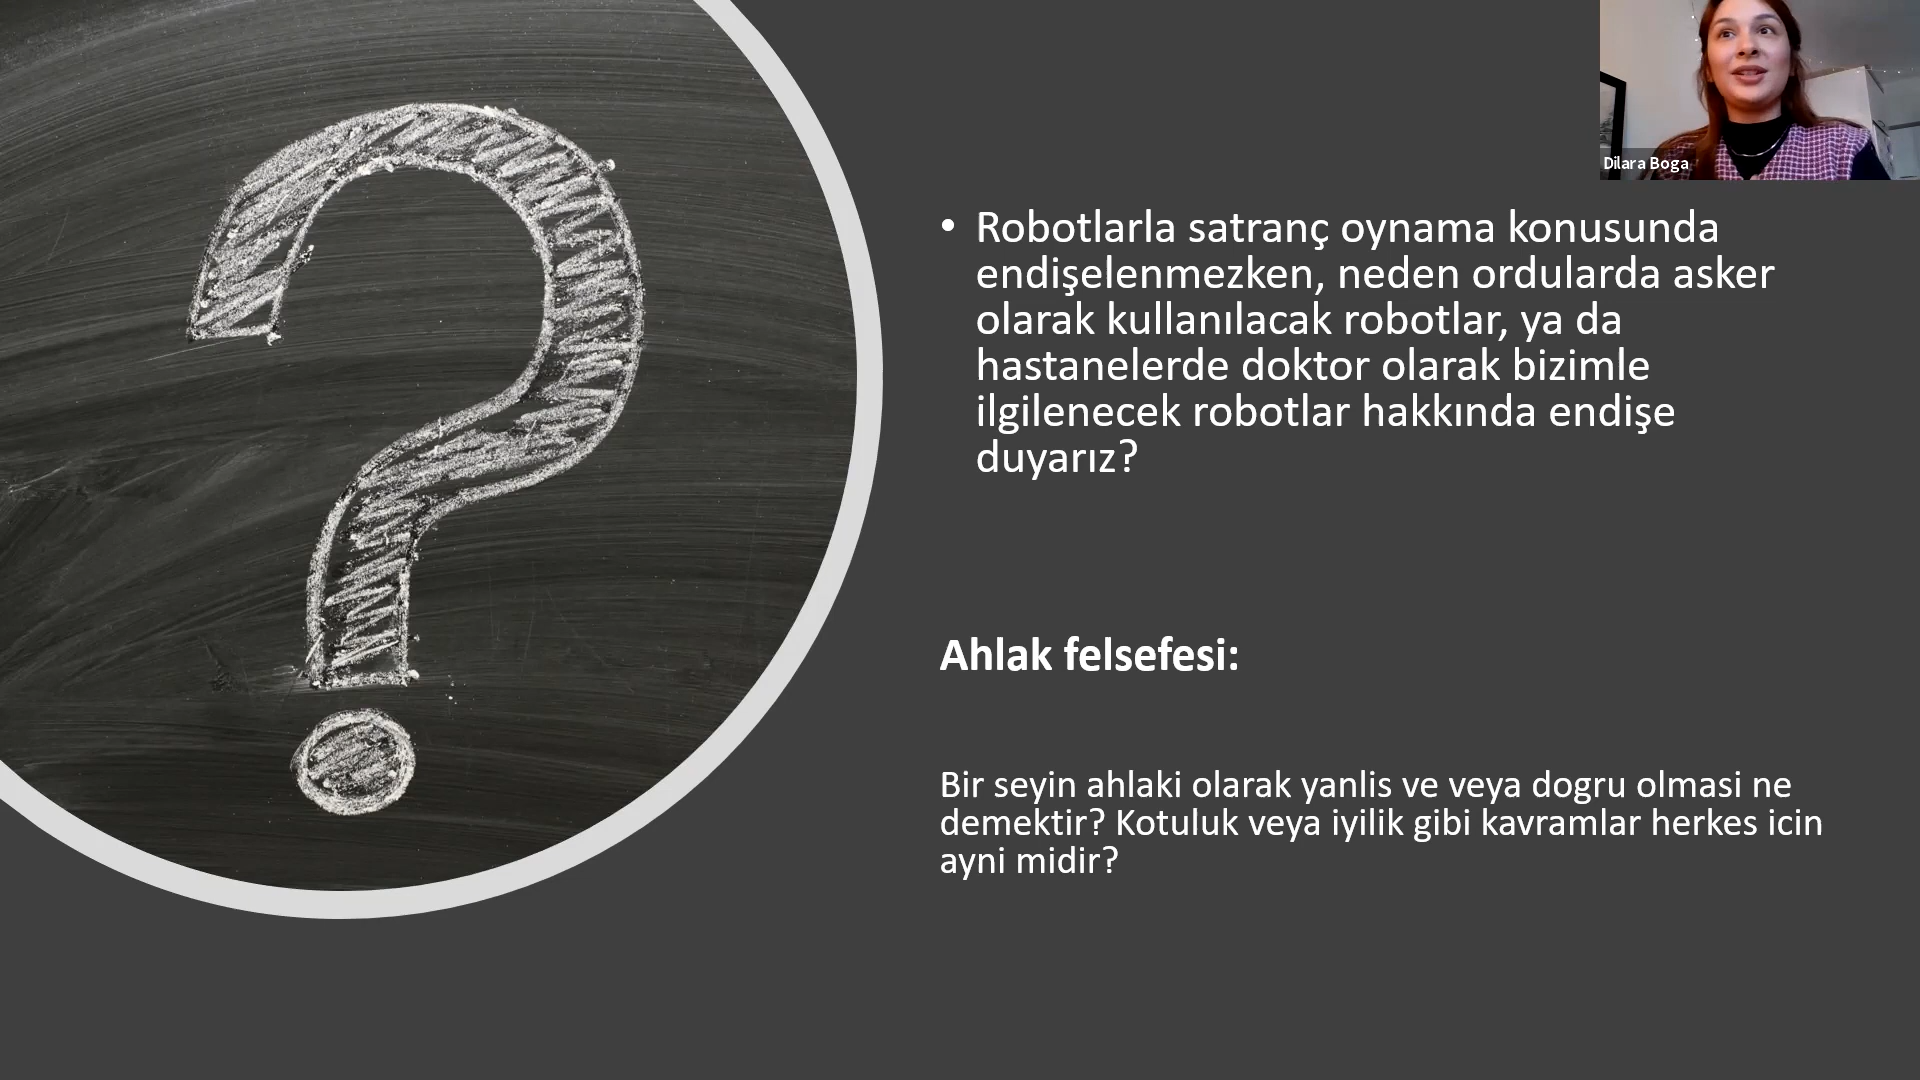 Dilara Boga
• Robotlarla satranç oynama konusunda
endişelenmezken, neden ordularda asker
olarak kullanılacak robotlar, ya da
hastanelerde doktor olarak bizimle
ilgilenecek robotlar hakkında endişe
duyarız?
Ahlak felsefesi:
Bir seyin ahlaki olarak yanlis ve veya dogru olmasi ne
demektir? Kotuluk veya iyilik gibi kavramlar herkes icin
ayni midir?